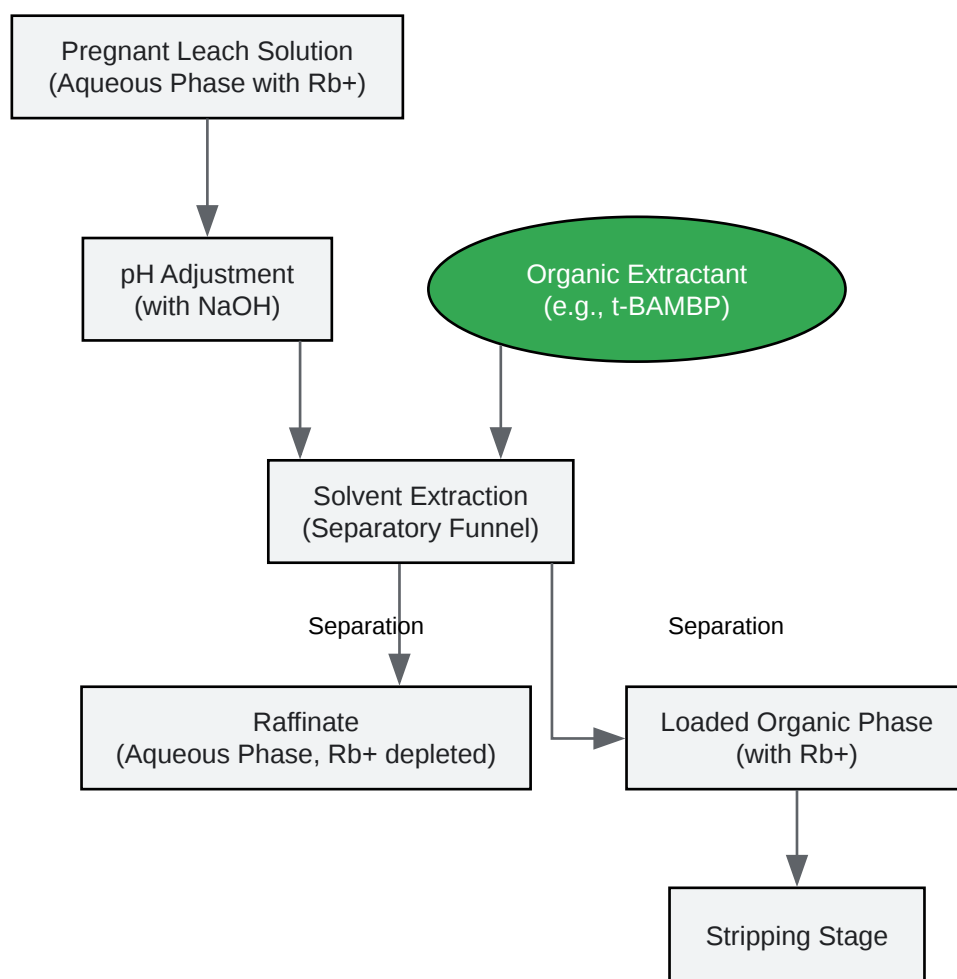 Pregnant Leach Solution
(Aqueous Phase with Rb+)
pH Adjustment
(with NaOH)
Organic Extractant
(e.g., t-BAMBP)
Solvent Extraction
(Separatory Funnel)
Separation
Separation
Raffinate
(Aqueous Phase, Rb+ depleted)
Loaded Organic Phase
(with Rb+)
Stripping Stage